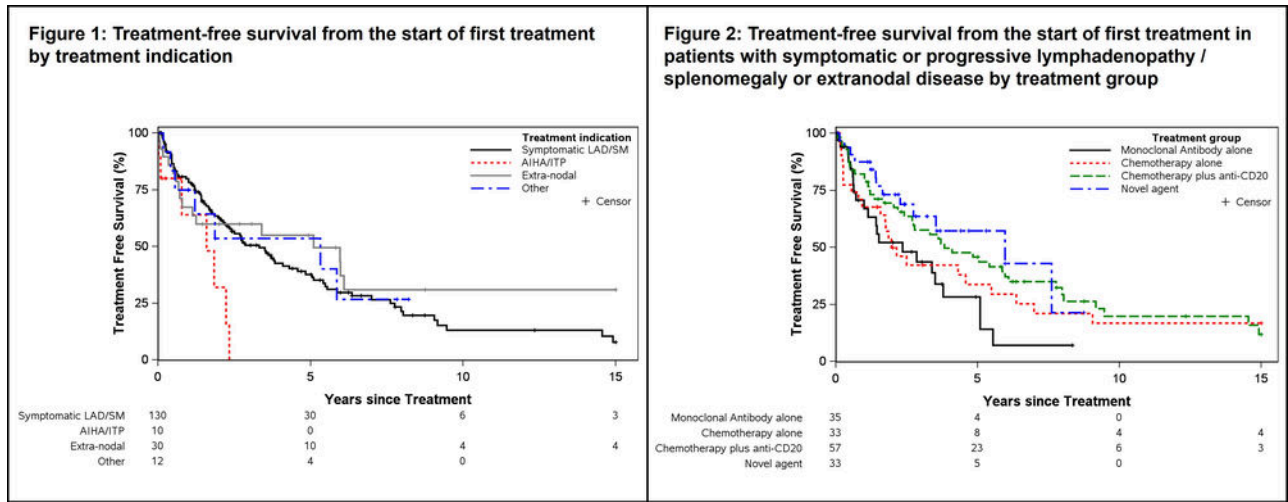 Figure 1: Treatment-free survival from the start of first treatment
by treatment indication
Treatment indication
Symptomatic LAD/SM
AIHA/ITP
Extra-nodal
Other
+ Censor
Treatment Free Survival (%)
100
75
50
25
0
0 5 10 15
Years since Treatment
Symptomatic LAD/SM 130 30 6 3
AIHA/ITP 10 0
Extra-nodal 30 10 4 4
Other 12 4 0
Figure 2: Treatment-free survival from the start of first treatment in
patients with symptomatic or progressive lymphadenopathy /
splenomegaly or extranodal disease by treatment group
Treatment group
Monoclonal Antibody alone
Chemotherapy alone
Chemotherapy plus anti-CD20
Novel agent
+ Censor
Treatment Free Survival (%)
100
75
50
25
0
0 5 10 15
Years since Treatment
Monoclonal Antibody alone 35 4 0
Chemotherapy alone 33 8 4 4
Chemotherapy plus anti-CD20 57 23 6 3
Novel agent 33 5 0